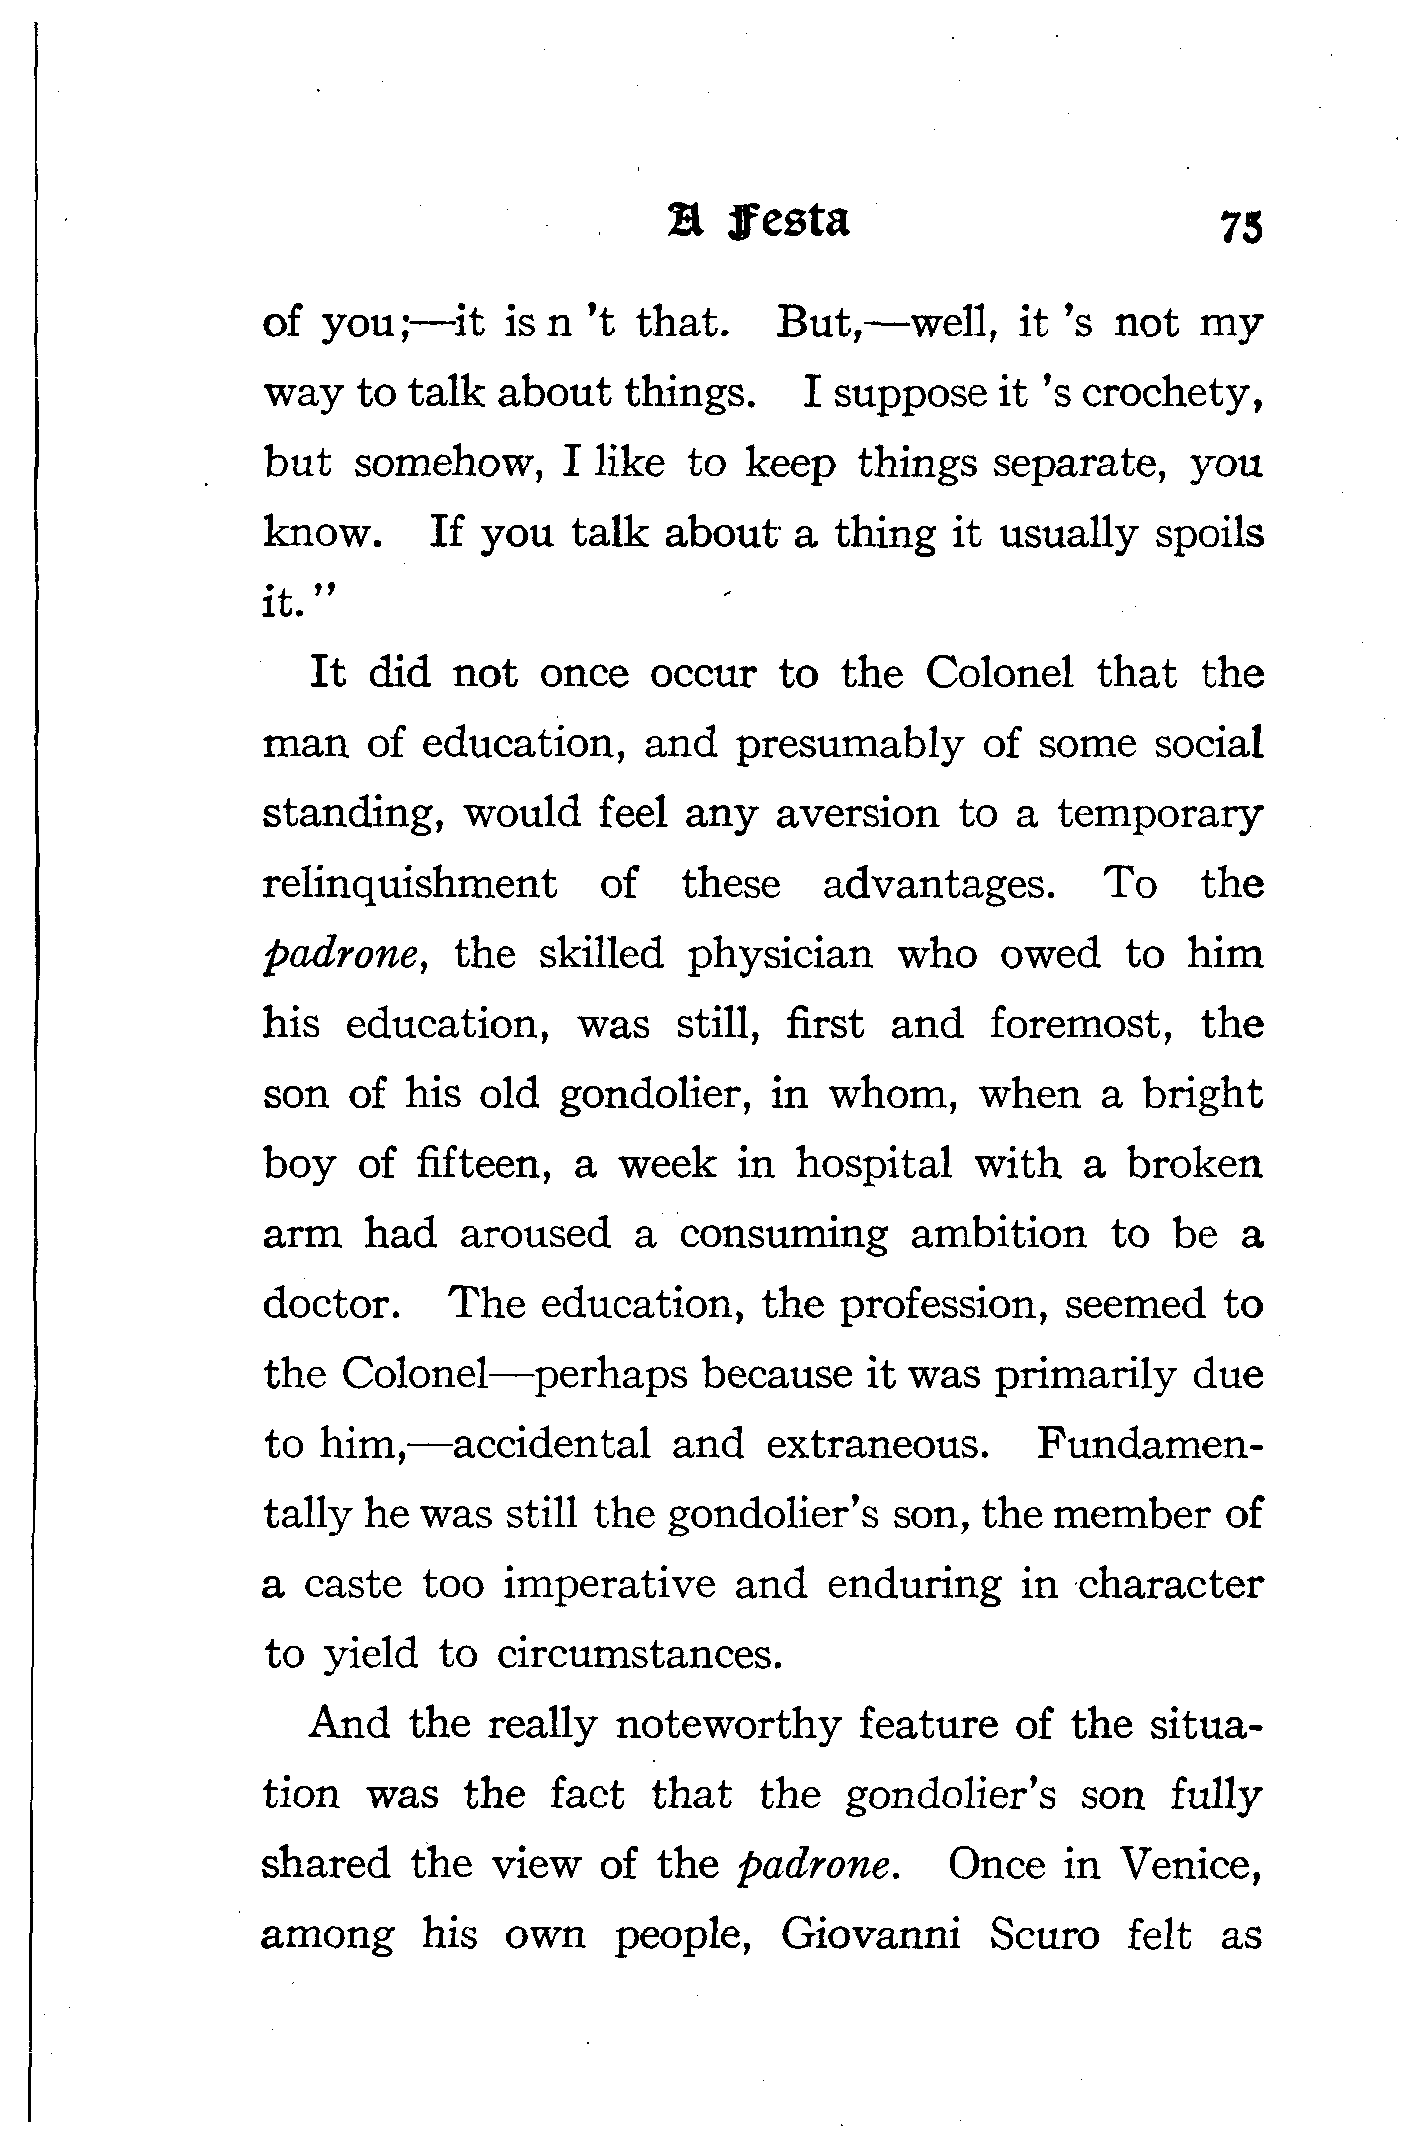 A Festa 75
of you;—it is n 't that. But,—well, it 's not my
way to talk about things. I suppose it 's crochety,
but somehow, I like to keep things separate, you
know. If you talk about a thing it usually spoils
it."
It did not once occur to the Colonel that the
man of education, and presumably of some social
standing, would feel any aversion to a temporary
relinquishment of these advantages. To the
padrone, the skilled physician who owed to him
his education, was still, first and foremost, the
son of his old gondolier, in whom, when a bright
boy of fifteen, a week in hospital with a broken
arm had aroused a consuming ambition to be a
doctor. The education, the profession, seemed to
the Colonel—perhaps because it was primarily due
to him,—accidental and extraneous. Fundamen-
tally he was still the gondolier's son, the member of
a caste too imperative and enduring in character
to yield to circumstances.
And the really noteworthy feature of the situa-
tion was the fact that the gondolier's son fully
shared the view of the padrone. Once in Venice,
among his own people, Giovanni Scuro felt as